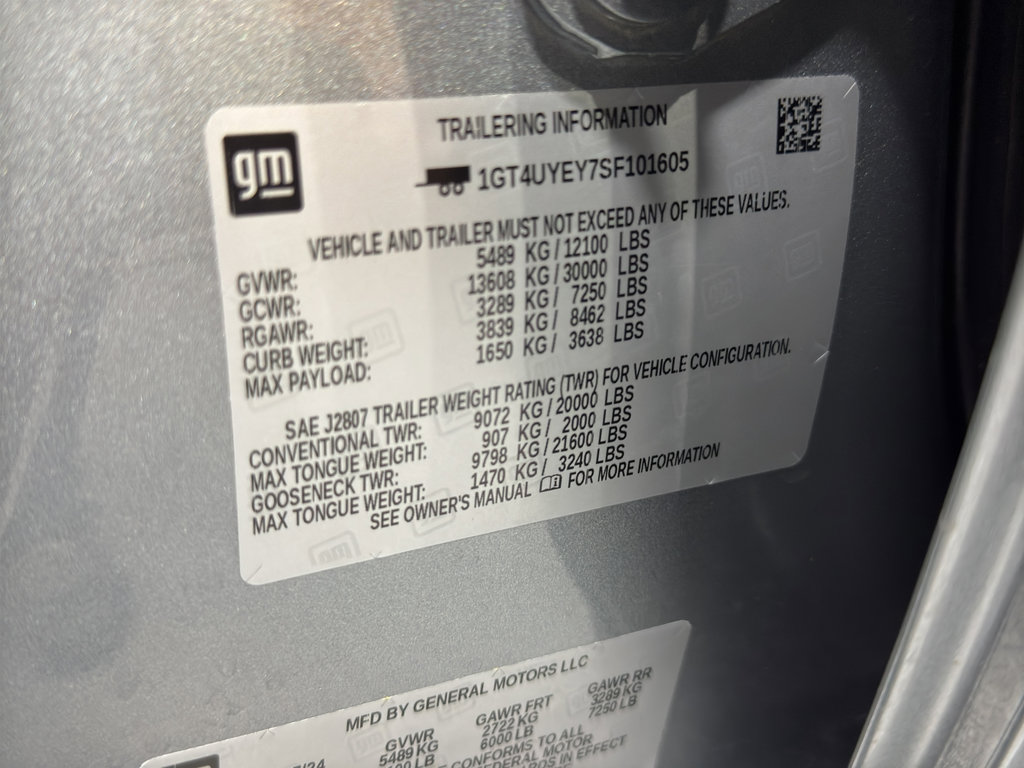 gm
TRAILERING INFORMATION
1GT4UYEY7SF101605
VEHICLE AND TRAILER MUST NOT EXCEED ANY OF THESE VALUES.
GVWR: 5489 KG/12100 LBS
GCWR: 13608 KG/30000 LBS
RGAWR: 3289 KG/ 7250 LBS
CURB WEIGHT: 3839 KG/ 8462 LBS
MAX PAYLOAD: 1650 KG/ 3638 LBS
SAE J2807 TRAILER WEIGHT RATING (TWR) FOR VEHICLE CONFIGURATION.
CONVENTIONAL TWR: 9072 KG/20000 LBS
MAX TONGUE WEIGHT: 907 KG/ 2000 LBS
GOOSENECK TWR: 9798 KG/21600 LBS
MAX TONGUE WEIGHT: 1470 KG/ 3240 LBS
SEE OWNER'S MANUAL FOR MORE INFORMATION
MFD BY GENERAL MOTORS LLC
GVWR GAWR FRT GAWR RR
5489 KG 2722 KG 3289 KG
6000 LB 7250 LB
CONFORMS TO ALL
FEDERAL MOTOR
IN EFFECT